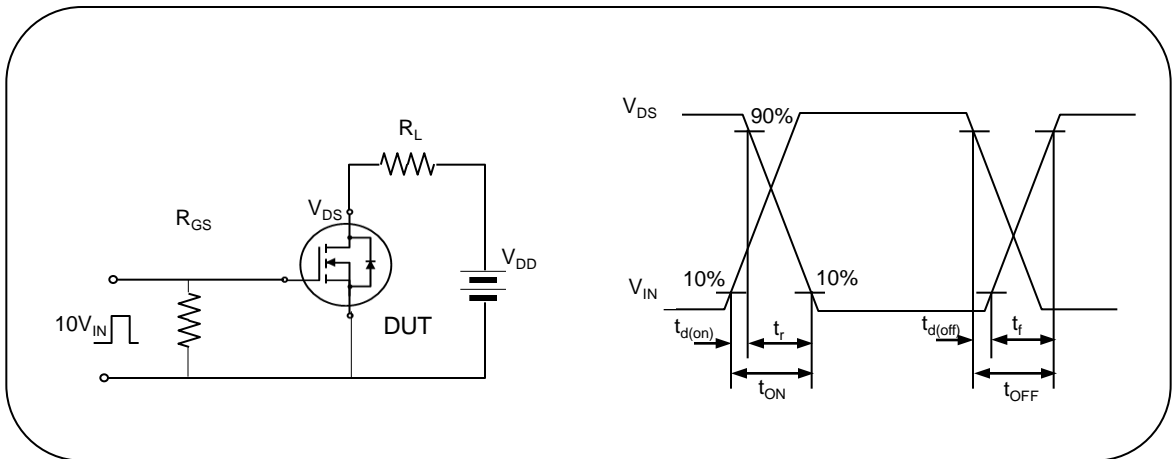 R_L
R_GS
V_DS
V_DD
10V_IN
DUT
V_DS
90%
V_IN
10%
10%
t_d(on)
t_r
t_d(off)
t_f
t_ON
t_OFF